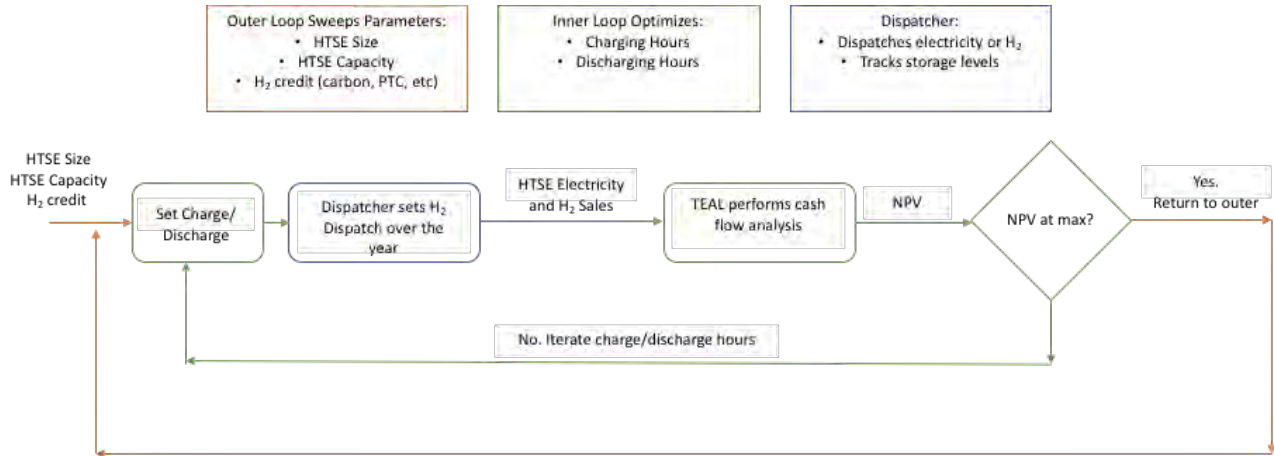 Outer Loop Sweeps Parameters:
• HTSE Size
• HTSE Capacity
• H₂ credit (carbon, PTC, etc)
Inner Loop Optimizes:
• Charging Hours
• Discharging Hours
Dispatcher:
• Dispatches electricity or H₂
• Tracks storage levels
HTSE Size
HTSE Capacity
H₂ credit
Set Charge/
Discharge
Dispatcher sets H₂
Dispatch over the
year
HTSE Electricity
and H₂ Sales
TEAL performs cash
flow analysis
NPV
NPV at max?
Yes.
Return to outer
No. Iterate charge/discharge hours